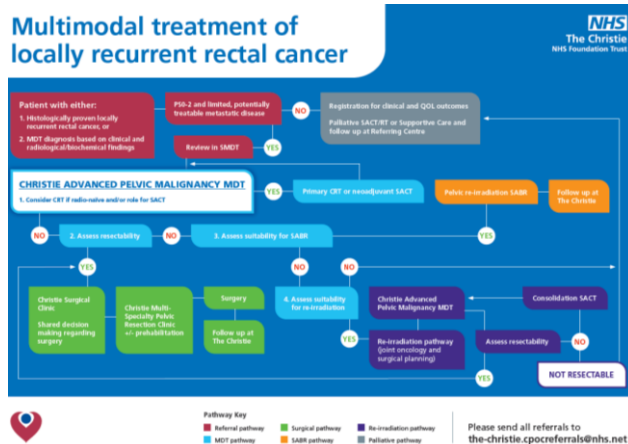 Multimodal treatment of
locally recurrent rectal cancer
NHS
The Christie
NHS Foundation Trust
Patient with either:
1. Histologically proven locally
recurrent rectal cancer, or
2. MDT diagnosis based on clinical and
radiological/biochemical findings
PS0-2 and limited, potentially
treatable metastatic disease
NO
Registration for clinical and QOL outcomes
Palliative SACT/RT or Supportive Care and
follow up at Referring Centre
YES
Review in SMDT
CHRISTIE ADVANCED PELVIC MALIGNANCY MDT
1. Consider CRT if radio-naive and/or role for SACT
YES
Primary CRT or neoadjuvant SACT
Pelvic re-irradiation SABR
Follow up at
The Christie
NO
2. Assess resectability
NO
3. Assess suitability for SABR
YES
YES
NO
NO
Christie Surgical
Clinic
Shared decision
making regarding
surgery
Christie Multi-
Specialty Pelvic
Resection Clinic
+/- prehabilitation
Surgery
Follow up at
The Christie
4. Assess suitability
for re-irradiation
YES
Christie Advanced
Pelvic Malignancy MDT
Re-irradiation pathway
(joint oncology and
surgical planning)
Consolidation SACT
Assess resectability
NO
YES
NOT RESECTABLE
Pathway Key
Referral pathway
Surgical pathway
Re-irradiation pathway
MDT pathway
SABR pathway
Palliative pathway
Please send all referrals to
the-christie.cpocreferrals@nhs.net